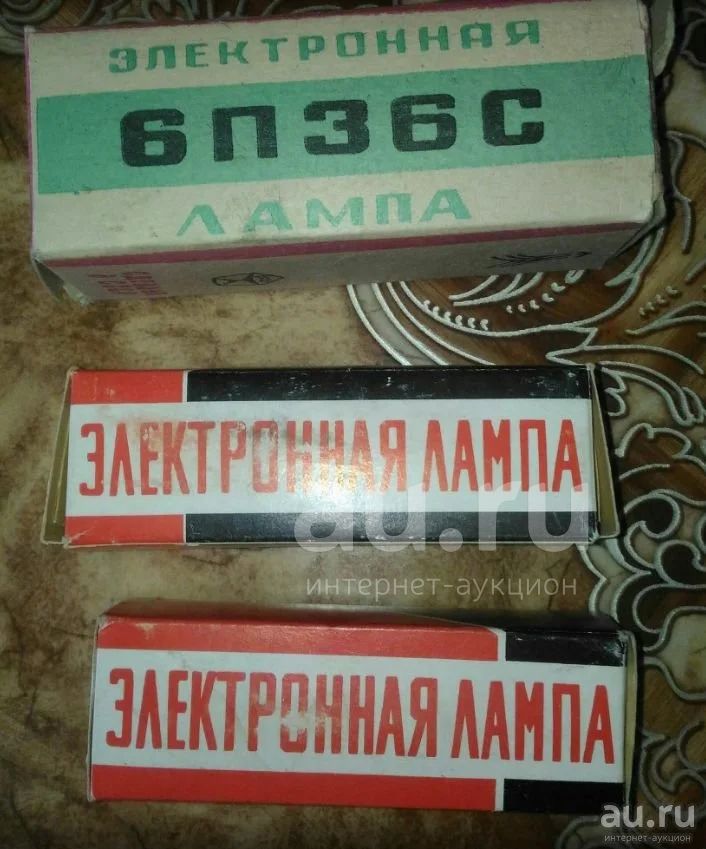 ЭЛЕКТРОННАЯ
6П36С
ЛАМПА
ЭЛЕКТРОННАЯ ЛАМПА
au.ru
интернет-аукцион
ЭЛЕКТРОННАЯ ЛАМПА
au.ru
интернет-аукцион